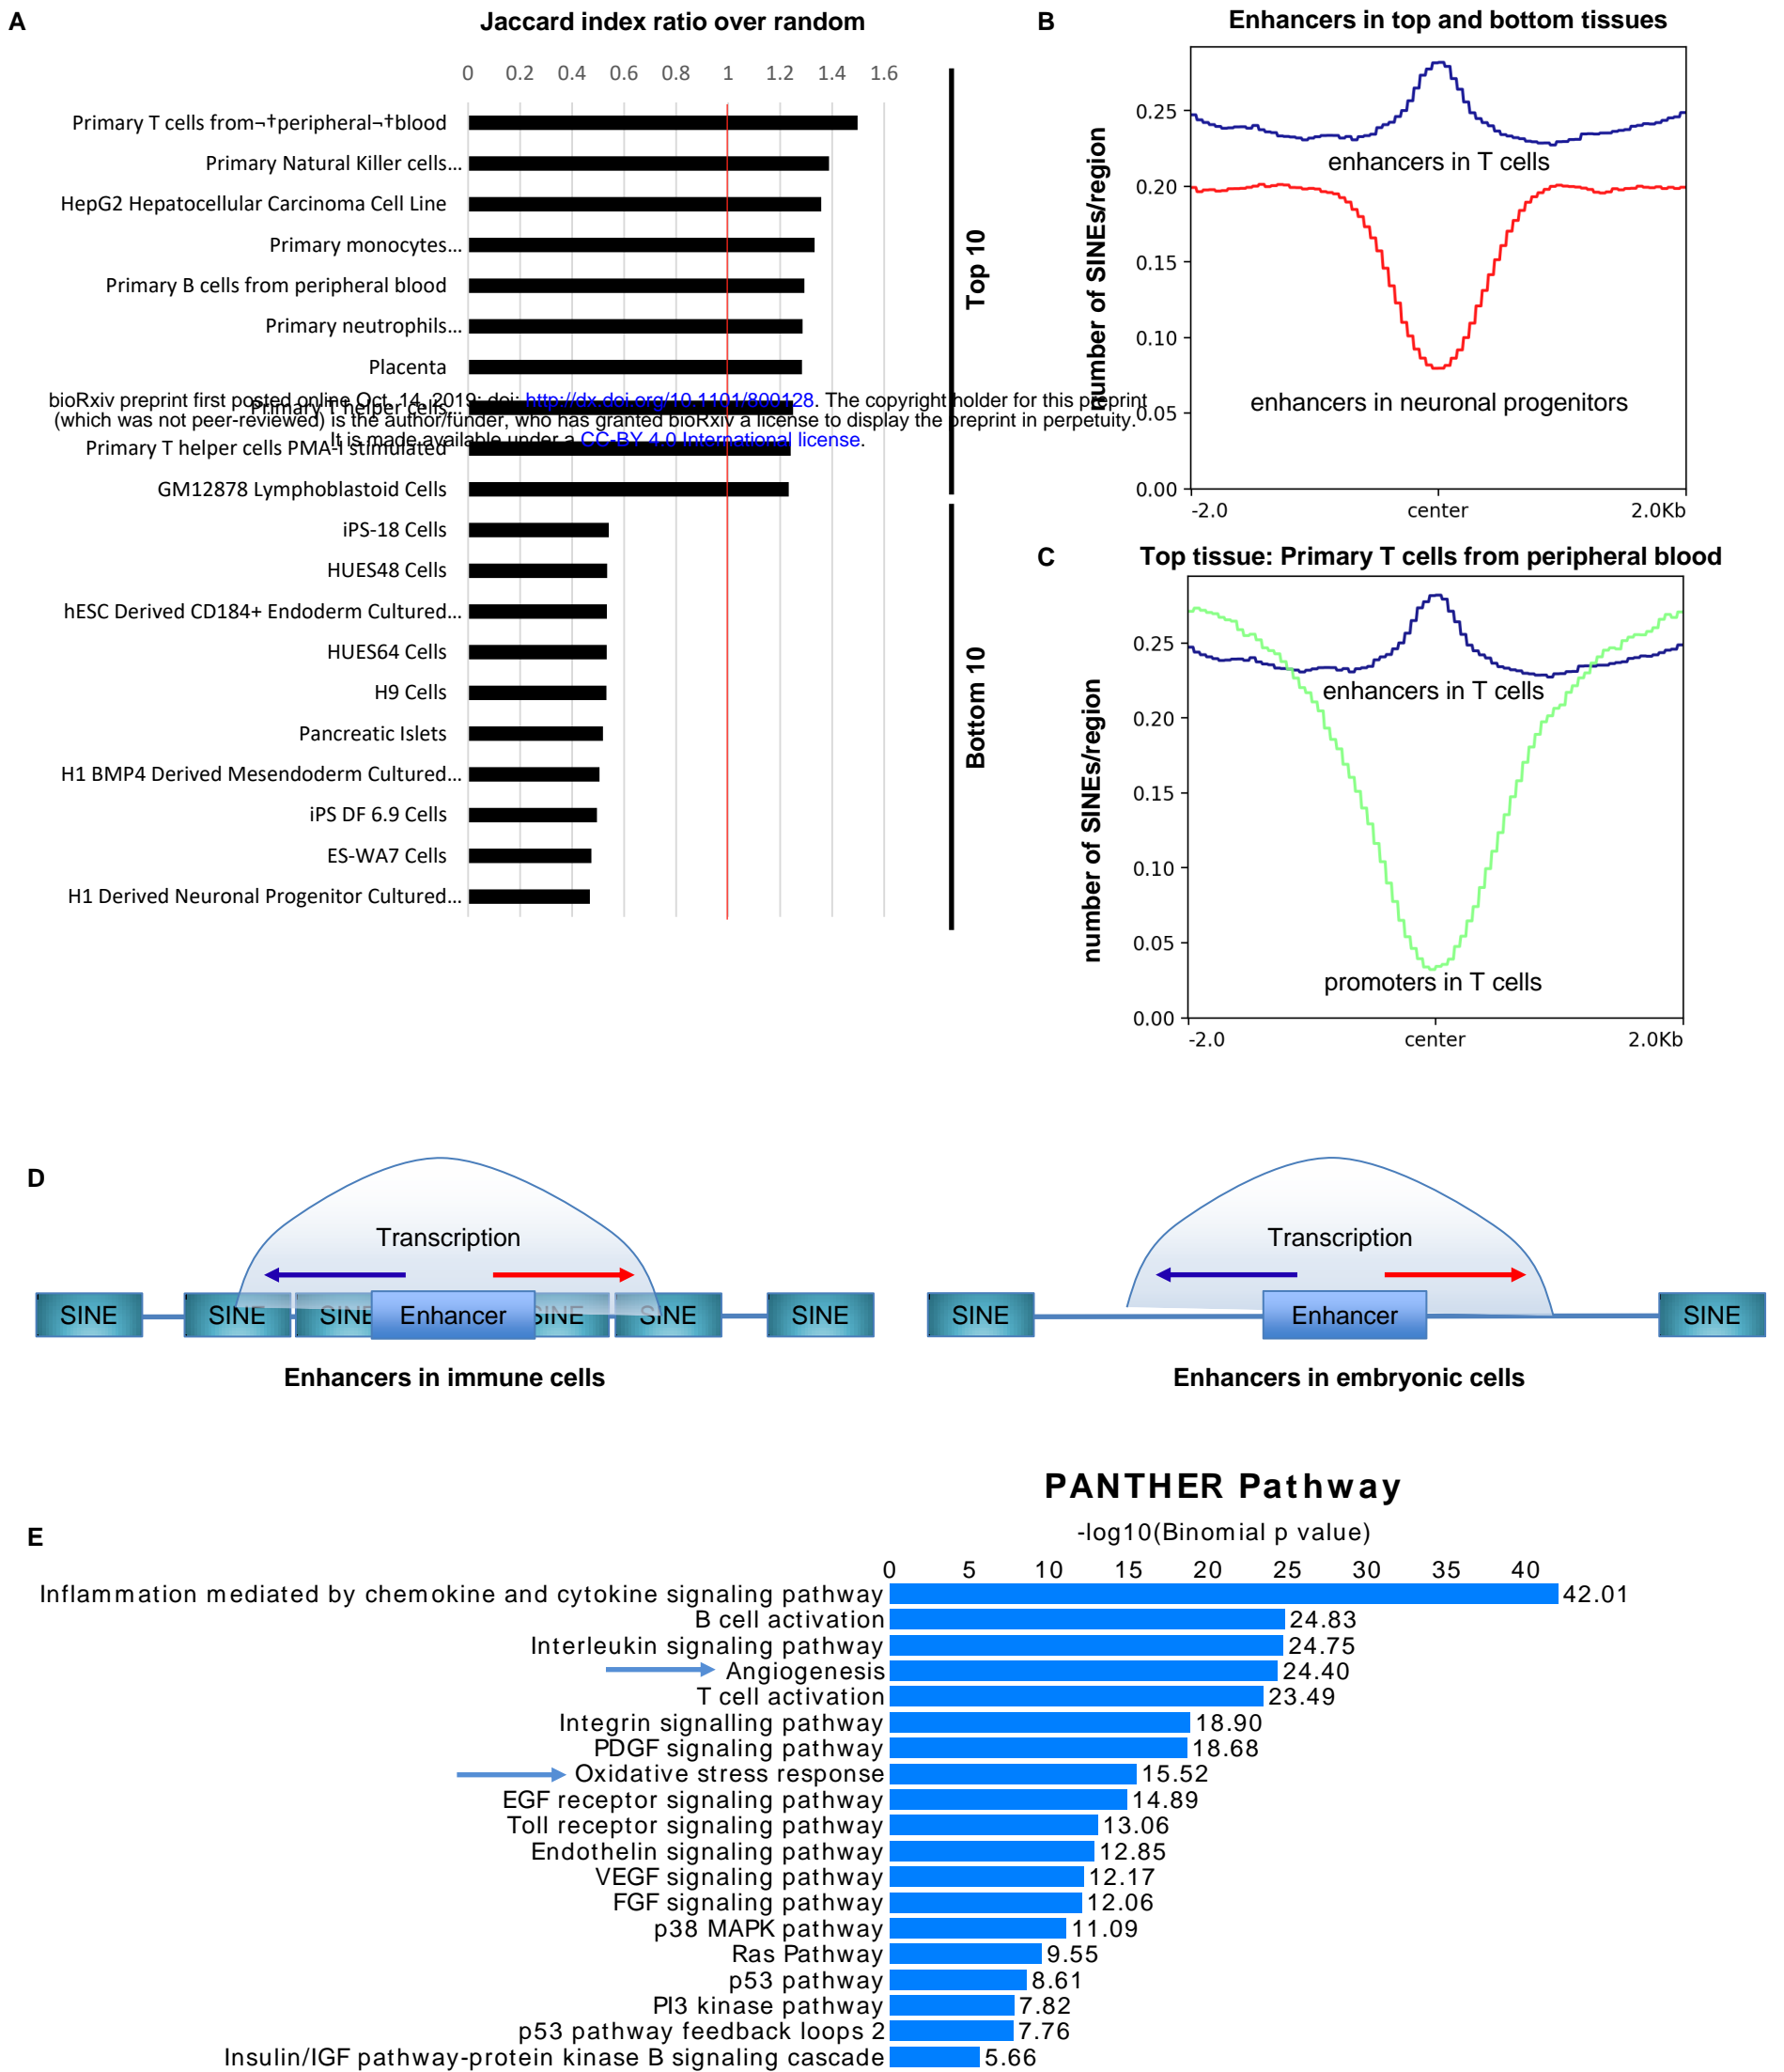 A
Jaccard index ratio over random
0 0.2 0.4 0.6 0.8 1 1.2 1.4 1.6
Primary T cells from¬†peripheral¬†blood
Primary Natural Killer cells…
HepG2 Hepatocellular Carcinoma Cell Line
Primary monocytes…
Primary B cells from peripheral blood
Primary neutrophils…
Placenta
Primary T helper cells…
Primary T helper cells PMA-I stimulated
GM12878 Lymphoblastoid Cells
iPS-18 Cells
HUES48 Cells
hESC Derived CD184+ Endoderm Cultured…
HUES64 Cells
H9 Cells
Pancreatic Islets
H1 BMP4 Derived Mesendoderm Cultured…
iPS DF 6.9 Cells
ES-WA7 Cells
H1 Derived Neuronal Progenitor Cultured…
Top 10
Bottom 10
bioRxiv preprint first posted online Oct. 14, 2019; doi: http://dx.doi.org/10.1101/800128. The copyright holder for this preprint
(which was not peer-reviewed) is the author/funder, who has granted bioRxiv a license to display the preprint in perpetuity.
It is made available under a CC-BY 4.0 International license.
B
Enhancers in top and bottom tissues
number of SINEs/region
0.25
0.20
0.15
0.10
0.05
0.00
enhancers in T cells
enhancers in neuronal progenitors
-2.0 center 2.0Kb
C
Top tissue: Primary T cells from peripheral blood
number of SINEs/region
0.25
0.20
0.15
0.10
0.05
0.00
enhancers in T cells
promoters in T cells
-2.0 center 2.0Kb
D
Transcription
SINE SINE SINE Enhancer SINE SINE SINE
Enhancers in immune cells
Transcription
SINE Enhancer SINE
Enhancers in embryonic cells
E
PANTHER Pathway
-log10(Binomial p value)
0 5 10 15 20 25 30 35 40
Inflammation mediated by chemokine and cytokine signaling pathway 42.01
B cell activation 24.83
Interleukin signaling pathway 24.75
Angiogenesis 24.40
T cell activation 23.49
Integrin signalling pathway 18.90
PDGF signaling pathway 18.68
Oxidative stress response 15.52
EGF receptor signaling pathway 14.89
Toll receptor signaling pathway 13.06
Endothelin signaling pathway 12.85
VEGF signaling pathway 12.17
FGF signaling pathway 12.06
p38 MAPK pathway 11.09
Ras Pathway 9.55
p53 pathway 8.61
PI3 kinase pathway 7.82
p53 pathway feedback loops 2 7.76
Insulin/IGF pathway-protein kinase B signaling cascade 5.66